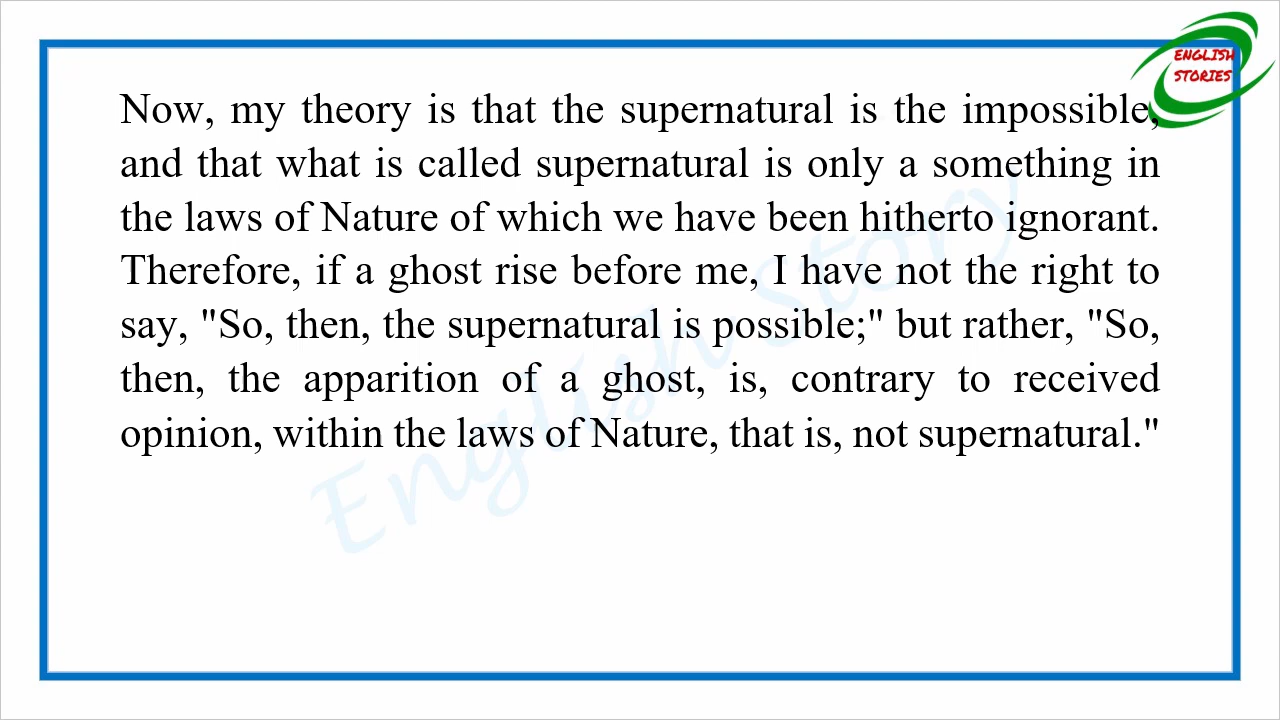 ENGLISH
STORIES
Now, my theory is that the supernatural is the impossible,
and that what is called supernatural is only a something in
the laws of Nature of which we have been hitherto ignorant.
Therefore, if a ghost rise before me, I have not the right to
say, "So, then, the supernatural is possible;" but rather, "So,
then, the apparition of a ghost, is, contrary to received
opinion, within the laws of Nature, that is, not supernatural."
English Story